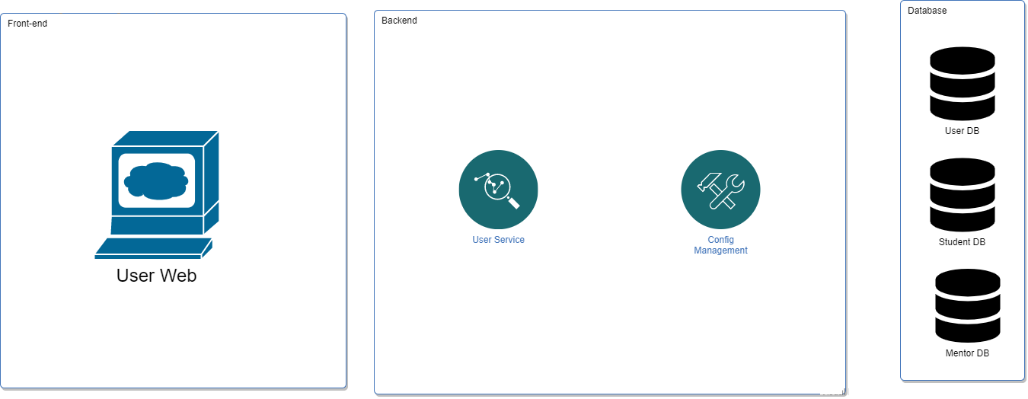 Front-end
User Web
Backend
User Service
Config
Management
Database
User DB
Student DB
Mentor DB